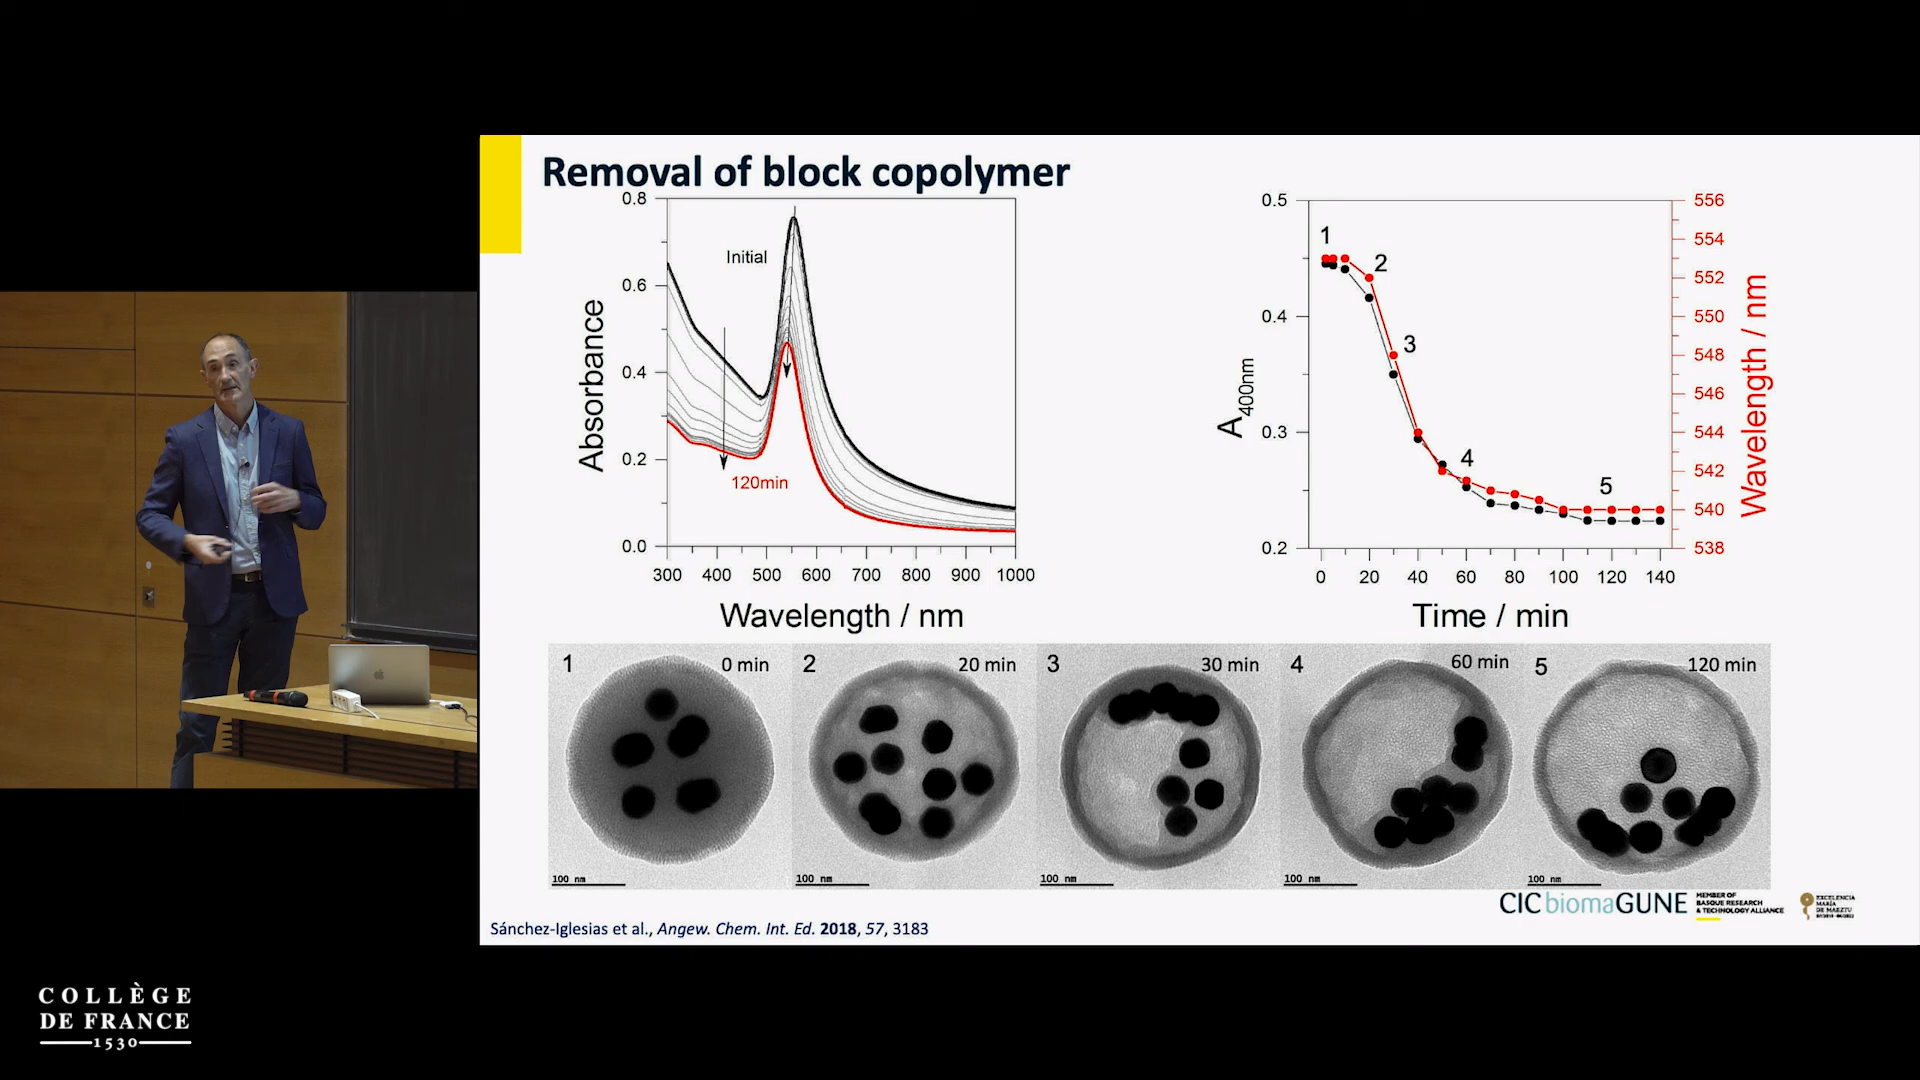 Removal of block copolymer
0.8
0.6
0.4
0.2
0.0
Absorbance
Initial
120min
300 400 500 600 700 800 900 1000
Wavelength / nm
0.5
0.4
0.3
0.2
A400nm
1
2
3
4
5
556
554
552
550
548
546
544
542
540
538
Wavelength / nm
0 20 40 60 80 100 120 140
Time / min
1 0 min
2 20 min
3 30 min
4 60 min
5 120 min
100 nm
100 nm
100 nm
100 nm
100 nm
CIC biomaGUNE
MEMBER OF
BASQUE RESEARCH
& TECHNOLOGY ALLIANCE
EXCELENCIA
MARÍA
DE MAEZTU
Sánchez-Iglesias et al., Angew. Chem. Int. Ed. 2018, 57, 3183
COLLÈGE
DE FRANCE
1530